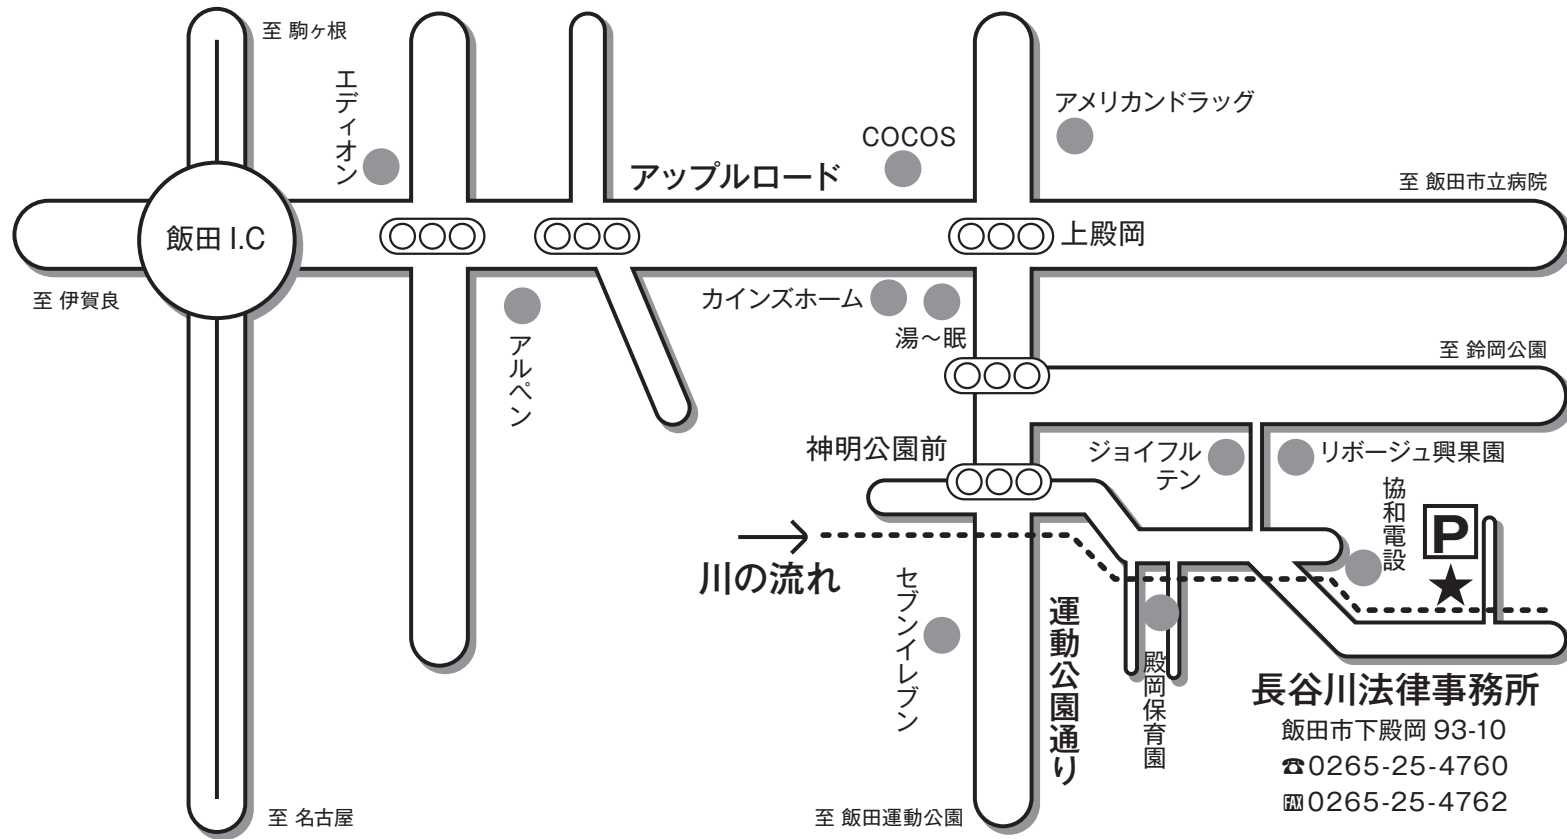 至 駒ヶ根
エディオン
COCOS
アメリカンドラッグ
アップルロード
至 飯田市立病院
飯田 I.C
上殿岡
至 伊賀良
カインズホーム
湯〜眠
アルペン
至 鈴岡公園
神明公園前
ジョイフル
テン
リボージュ興果園
協和電設
P
川の流れ
セブンイレブン
運動公園通り
殿岡保育園
長谷川法律事務所
飯田市下殿岡 93-10
☎0265-25-4760
FAX 0265-25-4762
至 名古屋
至 飯田運動公園